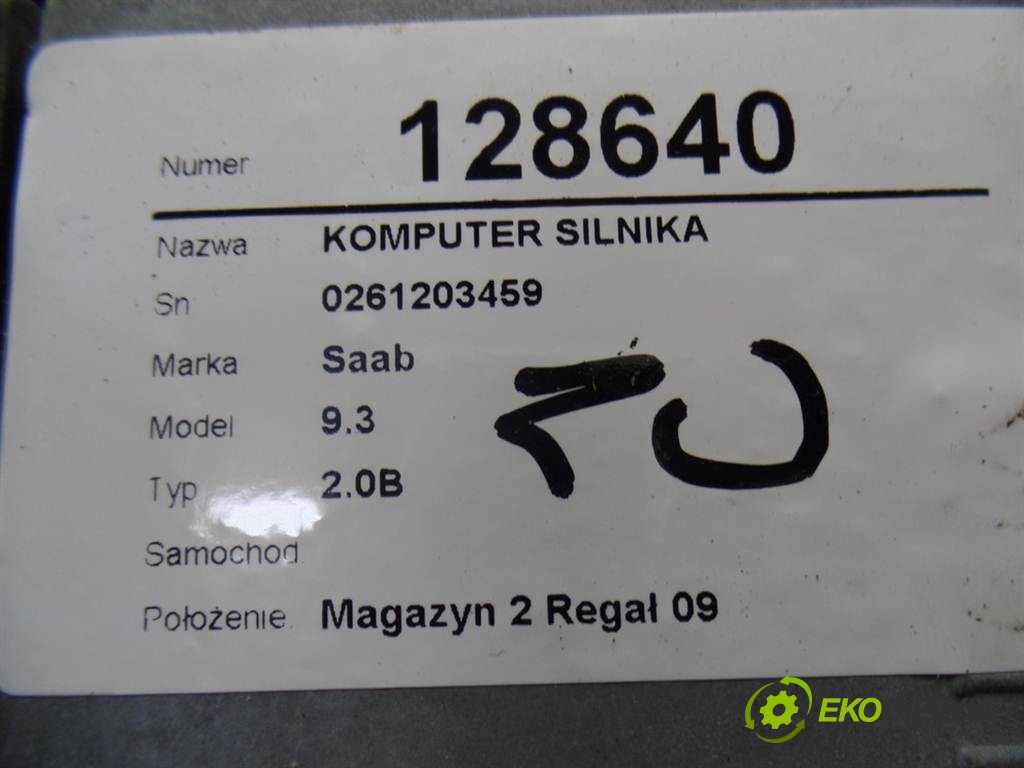 Numer 128640
Nazwa KOMPUTER SILNIKA
Sn 0261203459
Marka Saab
Model 9.3
Typ 2.0B
Samochod
Położenie Magazyn 2 Regał 09
EKO